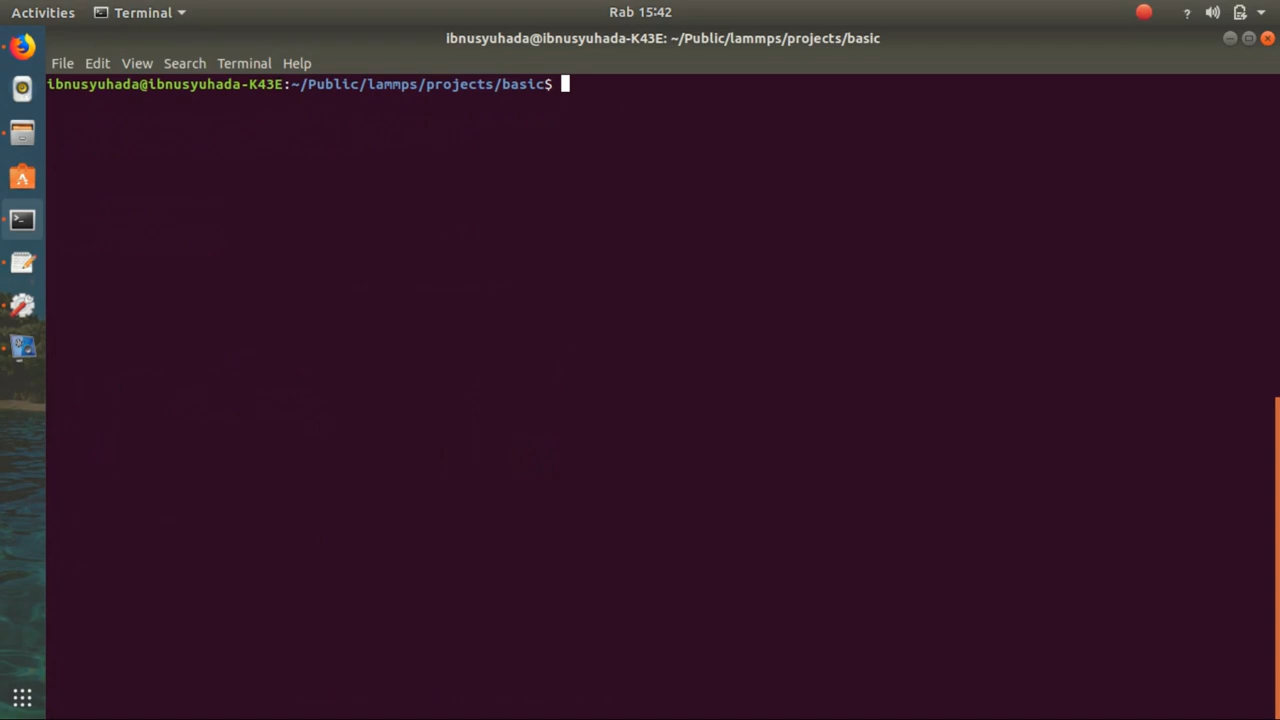 Activities Terminal Rab 15:42 ?
ibnusyuhada@ibnusyuhada-K43E: ~/Public/lammps/projects/basic
File Edit View Search Terminal Help
ibnusyuhada@ibnusyuhada-K43E:~/Public/lammps/projects/basic$